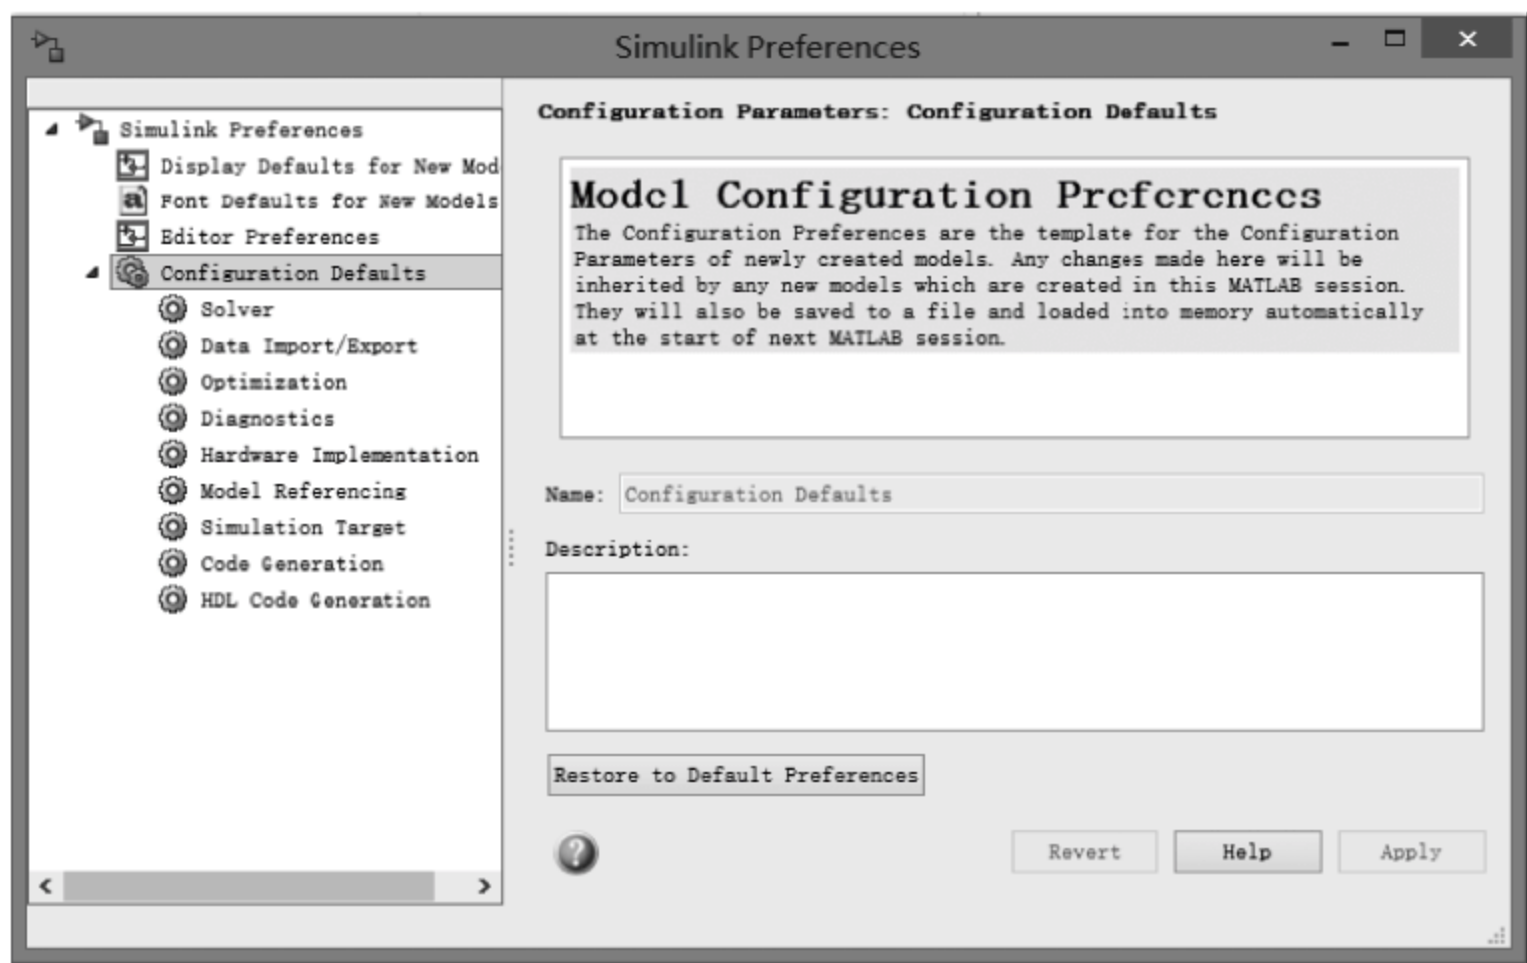 Simulink Preferences
Simulink Preferences
Display Defaults for New Mod
Font Defaults for New Models
Editor Preferences
Configuration Defaults
Solver
Data Import/Export
Optimization
Diagnostics
Hardware Implementation
Model Referencing
Simulation Target
Code Generation
HDL Code Generation
Configuration Parameters: Configuration Defaults
Model Configuration Preferences
The Configuration Preferences are the template for the Configuration
Parameters of newly created models. Any changes made here will be
inherited by any new models which are created in this MATLAB session.
They will also be saved to a file and loaded into memory automatically
at the start of next MATLAB session.
Name: Configuration Defaults
Description:
Restore to Default Preferences
Revert Help Apply